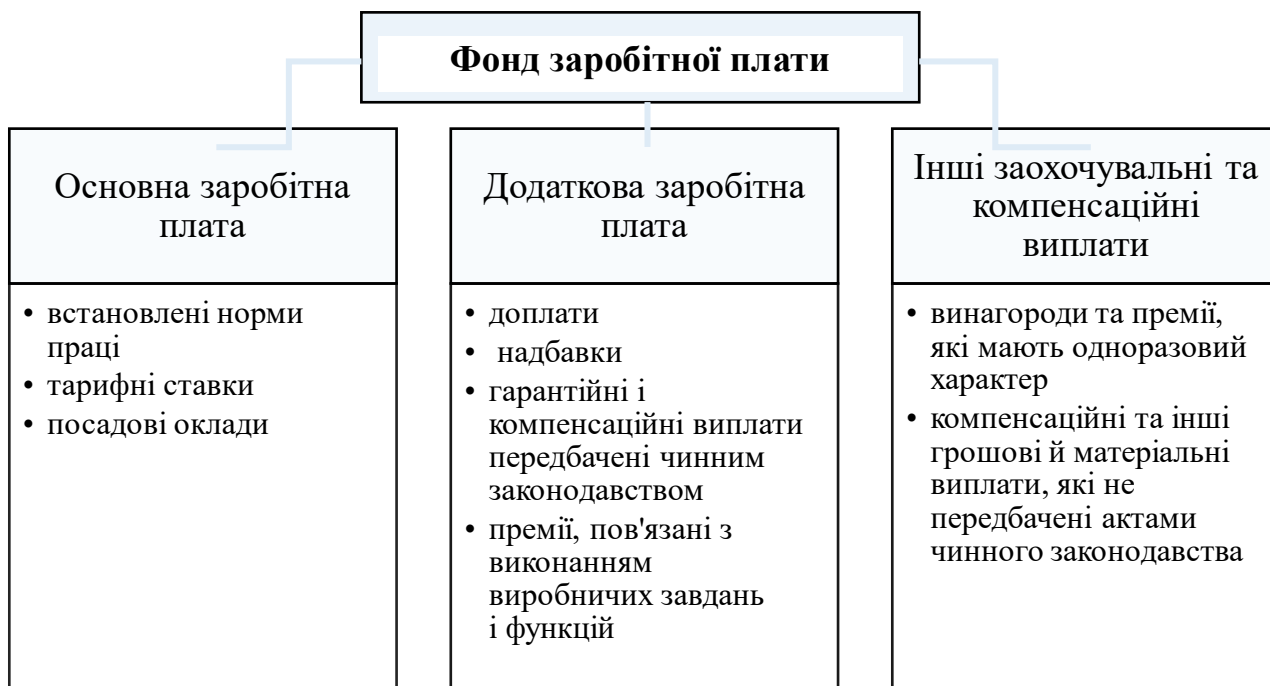 Фонд заробітної плати
Основна заробітна
плата
• встановлені норми
праці
• тарифні ставки
• посадові оклади
Додаткова заробітна
плата
• доплати
• надбавки
• гарантійні і
компенсаційні виплати
передбачені чинним
законодавством
• премії, пов'язані з
виконанням
виробничих завдань
і функцій
Інші заохочувальні та
компенсаційні
виплати
• винагороди та премії,
які мають одноразовий
характер
• компенсаційні та інші
грошові й матеріальні
виплати, які не
передбачені актами
чинного законодавства